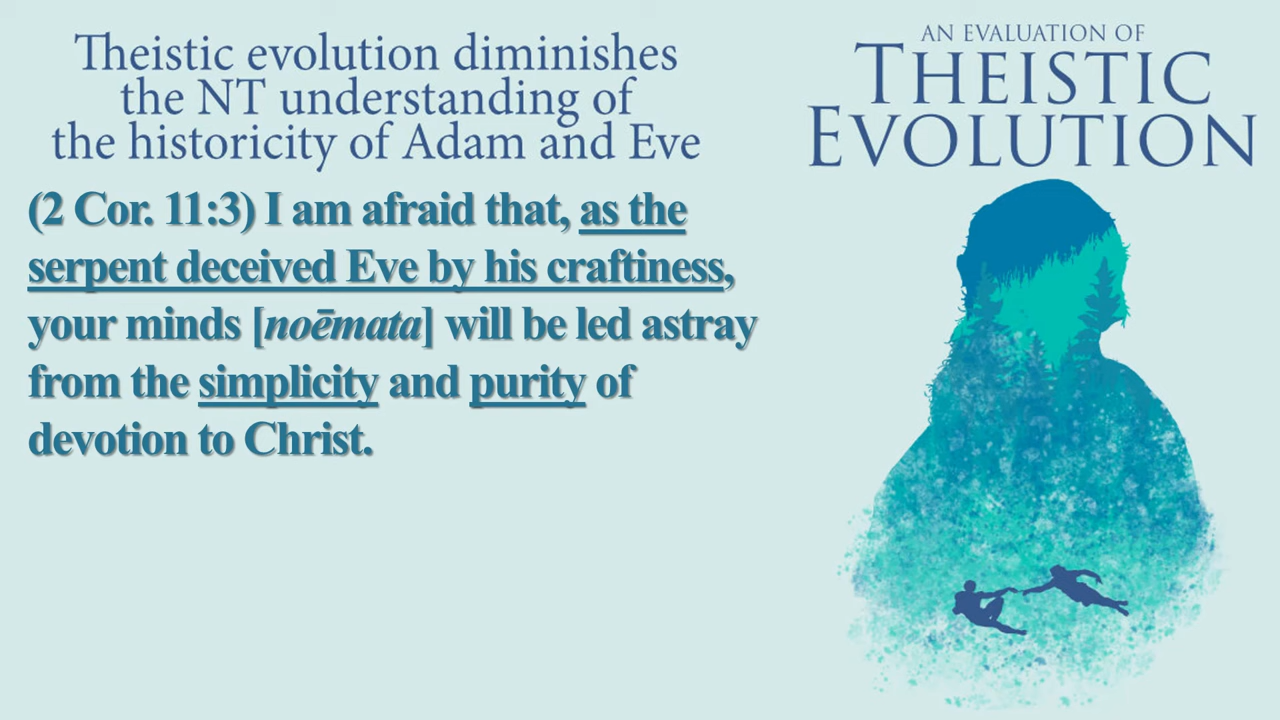 Theistic evolution diminishes
the NT understanding of
the historicity of Adam and Eve
(2 Cor. 11:3) I am afraid that, as the
serpent deceived Eve by his craftiness,
your minds [noēmata] will be led astray
from the simplicity and purity of
devotion to Christ.
AN EVALUATION OF
THEISTIC
EVOLUTION